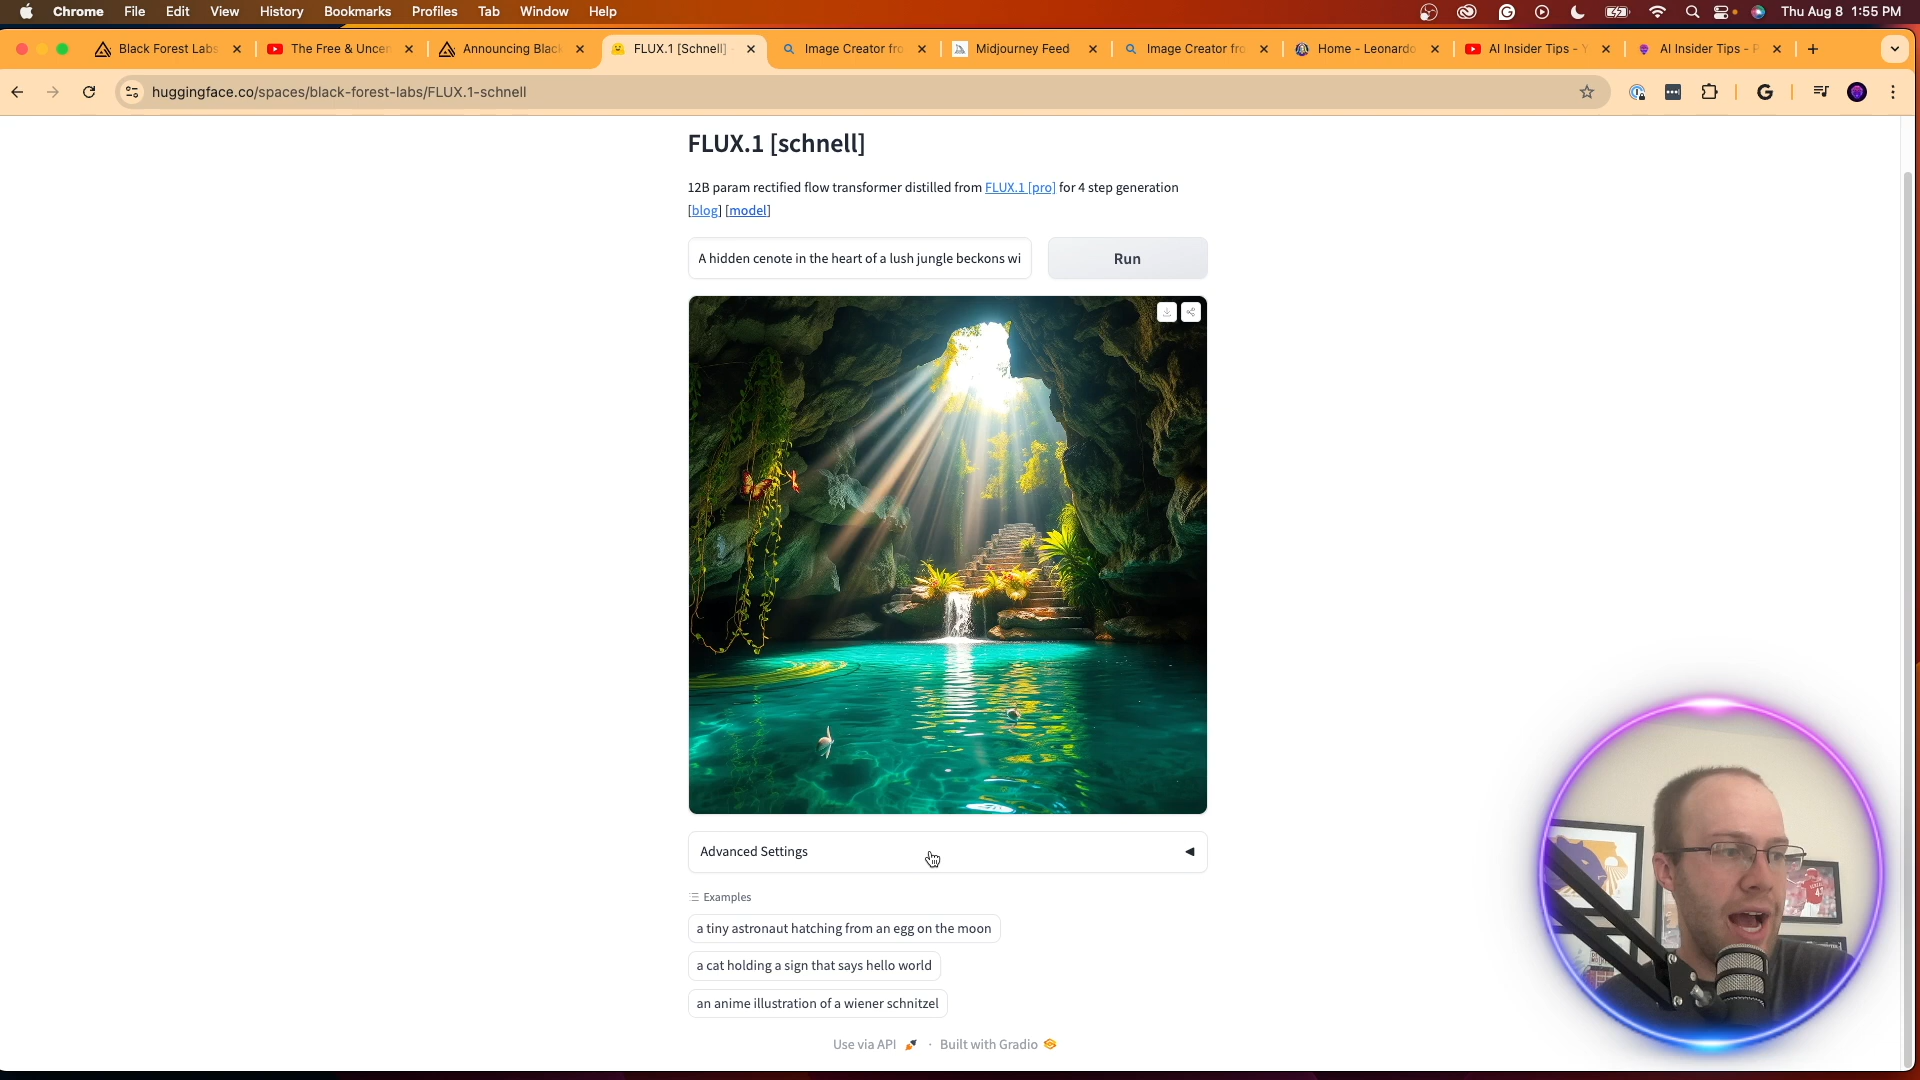 Chrome File Edit View History Bookmarks Profiles Tab Window Help Thu Aug 8 1:55 PM
Black Forest Labs The Free & Uncen Announcing Black FLUX.1 [Schnell] Image Creator fro Midjourney Feed Image Creator fro Home - Leonardo AI Insider Tips - Y AI Insider Tips - P
huggingface.co/spaces/black-forest-labs/FLUX.1-schnell
FLUX.1 [schnell]
12B param rectified flow transformer distilled from FLUX.1 [pro] for 4 step generation
[blog] [model]
A hidden cenote in the heart of a lush jungle beckons wi
Run
Advanced Settings
Examples
a tiny astronaut hatching from an egg on the moon
a cat holding a sign that says hello world
an anime illustration of a wiener schnitzel
Use via API · Built with Gradio